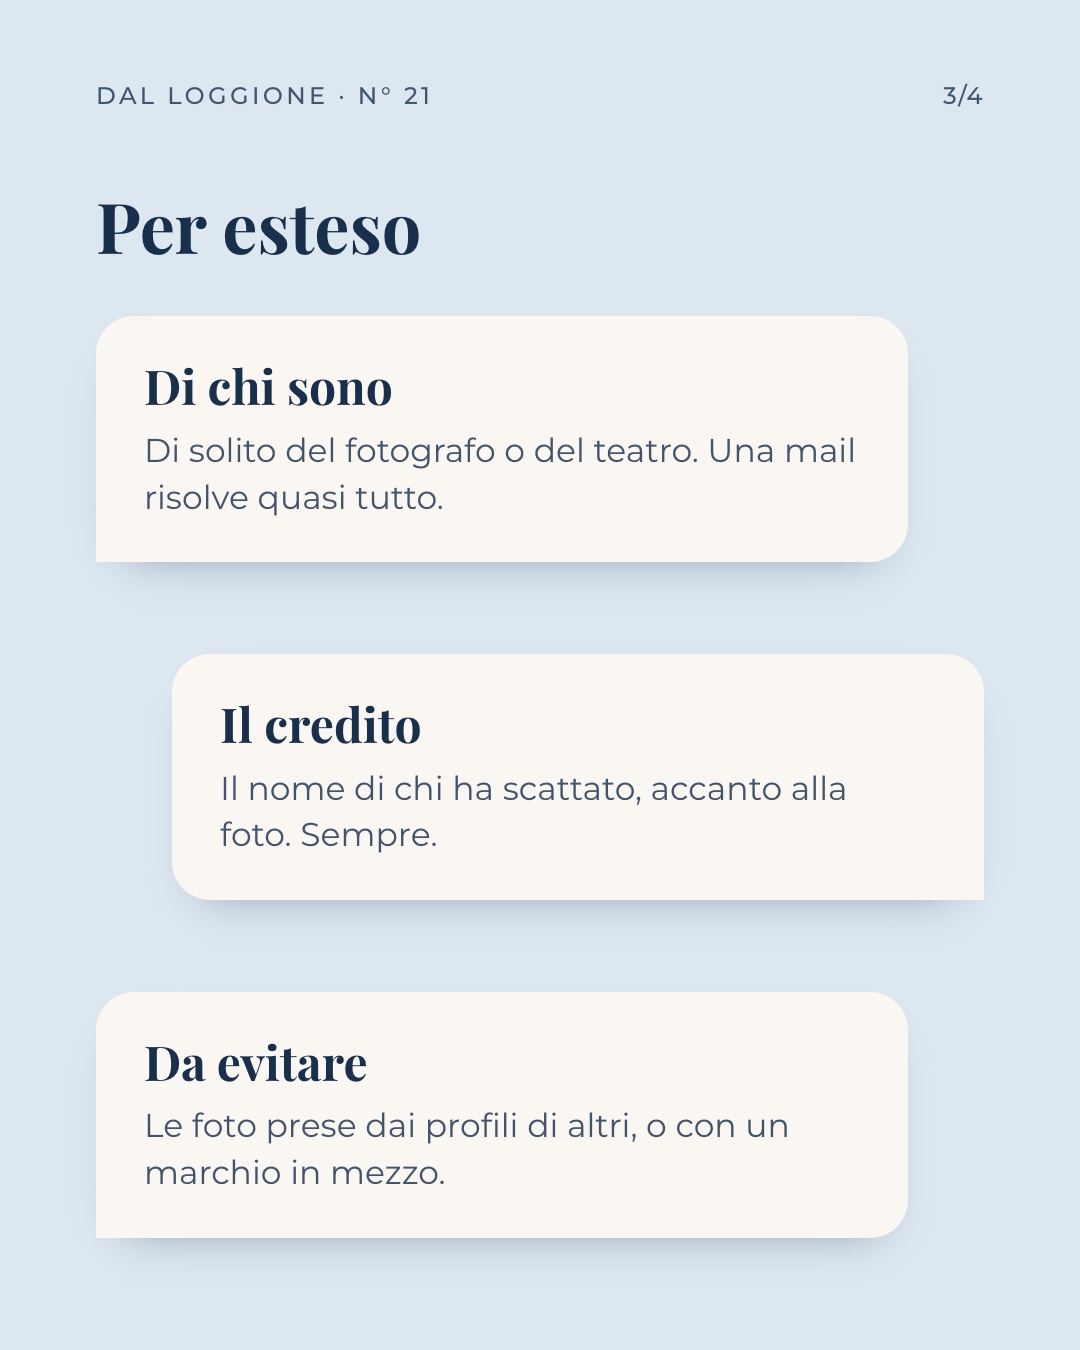 DAL LOGGIONE · N° 21
3/4
Per esteso
Di chi sono
Di solito del fotografo o del teatro. Una mail
risolve quasi tutto.
Il credito
Il nome di chi ha scattato, accanto alla
foto. Sempre.
Da evitare
Le foto prese dai profili di altri, o con un
marchio in mezzo.